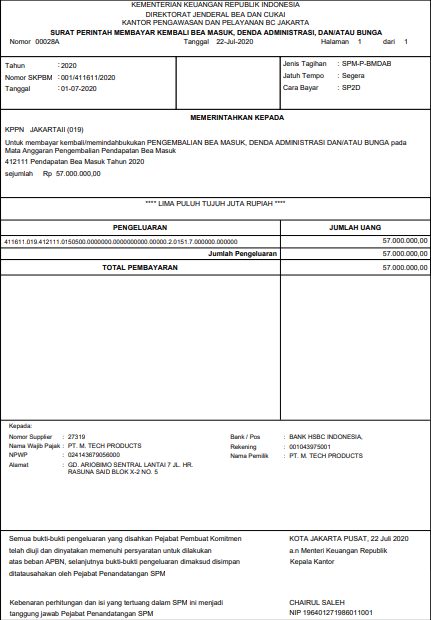 KEMENTERIAN KEUANGAN REPUBLIK INDONESIA
DIREKTORAT JENDERAL BEA DAN CUKAI
KANTOR PENGAWASAN DAN PELAYANAN BC JAKARTA
SURAT PERINTAH MEMBAYAR KEMBALI BEA MASUK, DENDA ADMINISTRASI, DAN/ATAU BUNGA
Nomor 00028A Tanggal 22-Jul-2020 Halaman 1 dari 1
Tahun : 2020
Nomor SKPBM : 001/411611/2020
Tanggal : 01-07-2020
Jenis Tagihan : SPM-P-BMDAB
Jatuh Tempo : Segera
Cara Bayar : SP2D
MEMERINTAHKAN KEPADA
KPPN JAKARTAII (019)
Untuk membayar kembali/memindahbukukan PENGEMBALIAN BEA MASUK, DENDA ADMINISTRASI DAN/ATAU BUNGA pada
Mata Anggaran Pengembalian Pendapatan Bea Masuk
412111 Pendapatan Bea Masuk Tahun 2020
sejumlah Rp 57.000.000,00
**** LIMA PULUH TUJUH JUTA RUPIAH ****
PENGELUARAN JUMLAH UANG
411611.019.412111.0150500.0000000.0000000000.00000.2.0151.7.000000.000000 57.000.000,00
Jumlah Pengeluaran 57.000.000,00
TOTAL PEMBAYARAN 57.000.000,00
Kepada:
Nomor Supplier : 27319
Nama Wajib Pajak : PT. M. TECH PRODUCTS
NPWP : 024143679056000
Alamat : GD. ARIOBIMO SENTRAL LANTAI 7 JL. HR.
RASUNA SAID BLOK X-2 NO. 5
Bank / Pos : BANK HSBC INDONESIA,
Rekening : 001043975001
Nama Pemilik : PT. M. TECH PRODUCTS
Semua bukti-bukti pengeluaran yang disahkan Pejabat Pembuat Komitmen
telah diuji dan dinyatakan memenuhi persyaratan untuk dilakukan
atas beban APBN, selanjutnya bukti-bukti pengeluaran dimaksud disimpan
ditatausahakan oleh Pejabat Penandatangan SPM
KOTA JAKARTA PUSAT, 22 Juli 2020
a.n Menteri Keuangan Republik
Kepala Kantor
Kebenaran perhitungan dan isi yang tertuang dalam SPM ini menjadi
tanggung jawab Pejabat Penandatangan SPM
CHAIRUL SALEH
NIP 196401271986011001